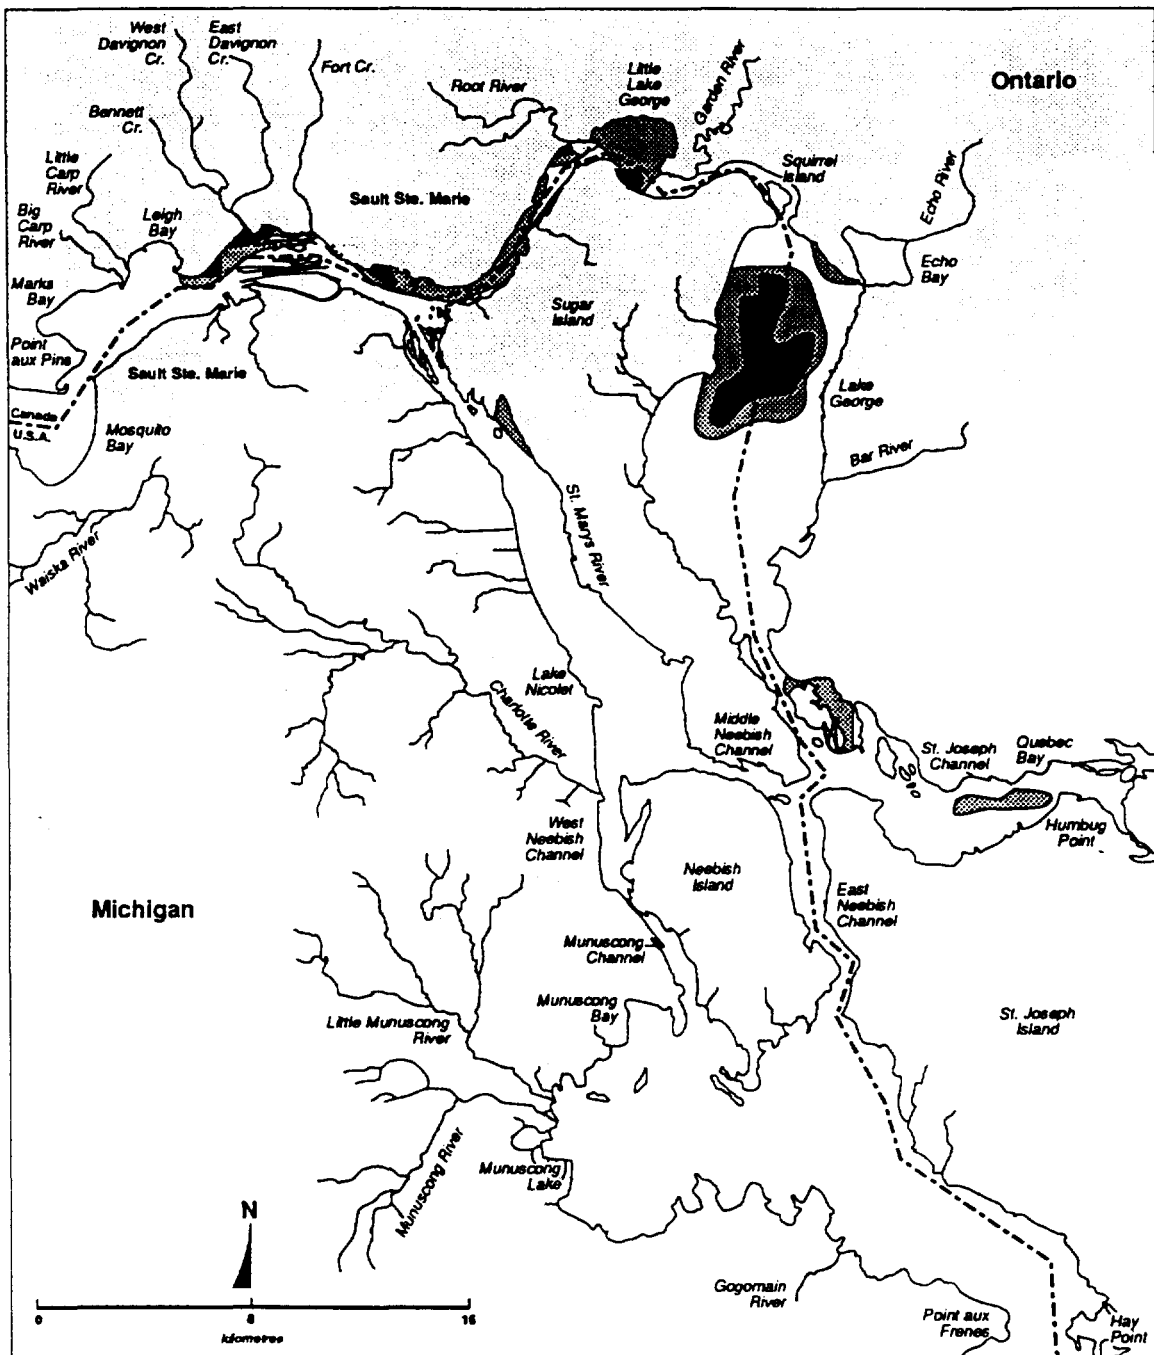 West
Davignon
Cr.
East
Davignon
Cr.
Fort Cr.
Root River
Little
Lake
George
Garden River
Ontario
Bennett
Cr.
Little
Carp
River
Squirrel
Island
Echo River
Sault Ste. Marie
Big
Carp
River
Leigh
Bay
Echo
Bay
Marks
Bay
Sugar
Island
Point
aux Pins
Sault Ste. Marie
Lake
George
Canada
U.S.A.
Mosquito
Bay
Bar River
St. Marys River
Waiska River
Lake
Nicolet
Charlotte River
Middle
Neebish
Channel
St. Joseph
Channel
Quebec
Bay
West
Neebish
Channel
Humbug
Point
Neebish
Island
East
Neebish
Channel
Michigan
Munuscong
Channel
Munuscong
Bay
Little Munuscong
River
St. Joseph
Island
Munuscong River
Munuscong
Lake
N
Gogomain
River
Point aux
Frenes
Hay
Point
0 8 16
kilometres